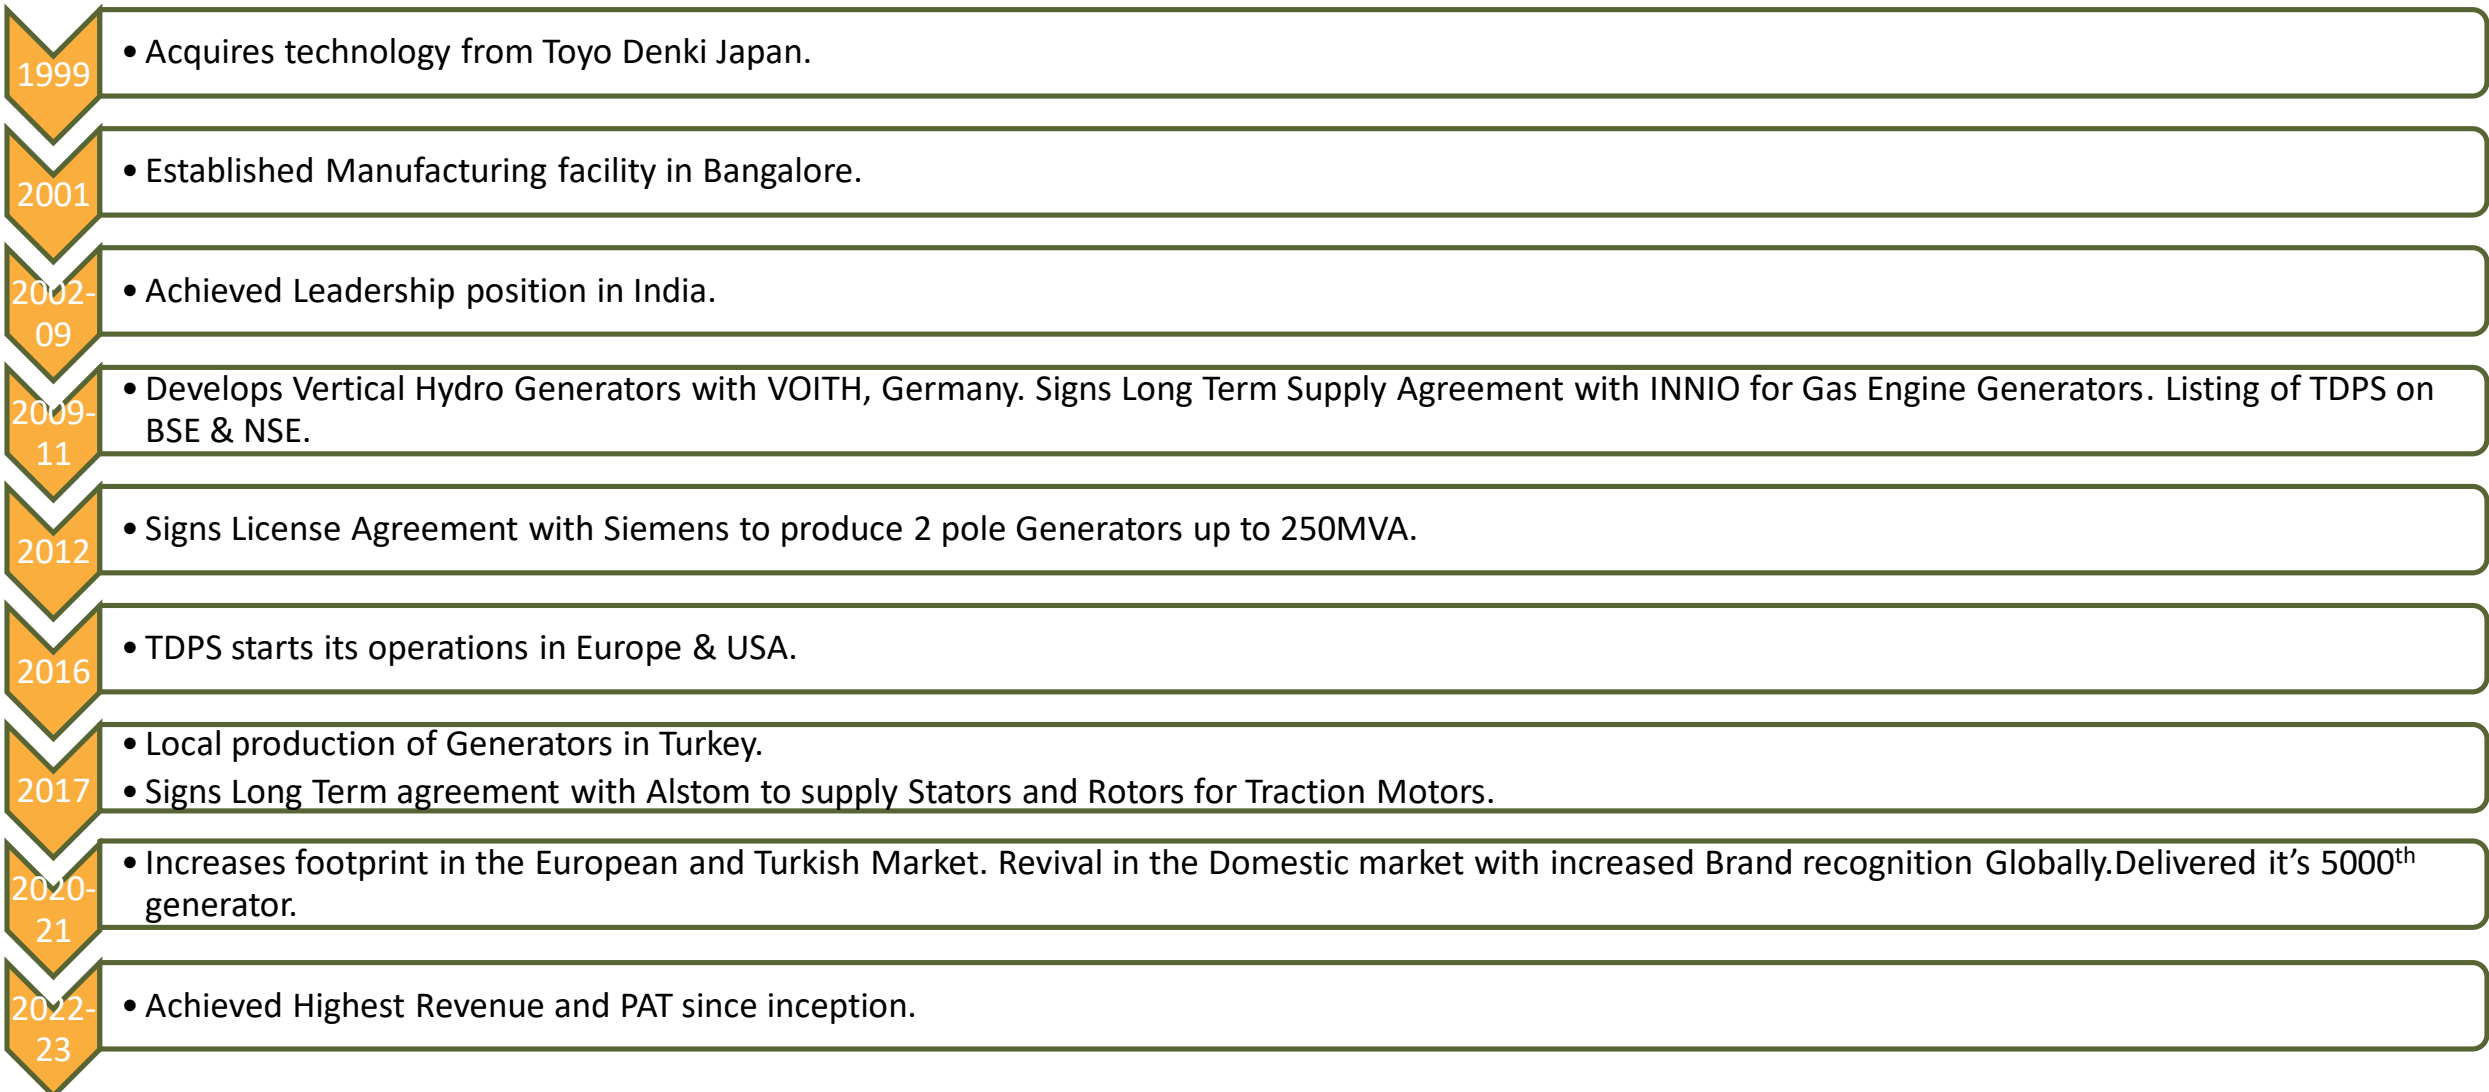 1999
• Acquires technology from Toyo Denki Japan.
2001
• Established Manufacturing facility in Bangalore.
2002-
09
• Achieved Leadership position in India.
2009-
11
• Develops Vertical Hydro Generators with VOITH, Germany. Signs Long Term Supply Agreement with INNIO for Gas Engine Generators. Listing of TDPS on
BSE & NSE.
2012
• Signs License Agreement with Siemens to produce 2 pole Generators up to 250MVA.
2016
• TDPS starts its operations in Europe & USA.
2017
• Local production of Generators in Turkey.
• Signs Long Term agreement with Alstom to supply Stators and Rotors for Traction Motors.
2020-
21
• Increases footprint in the European and Turkish Market. Revival in the Domestic market with increased Brand recognition Globally.Delivered it’s 5000th
generator.
2022-
23
• Achieved Highest Revenue and PAT since inception.